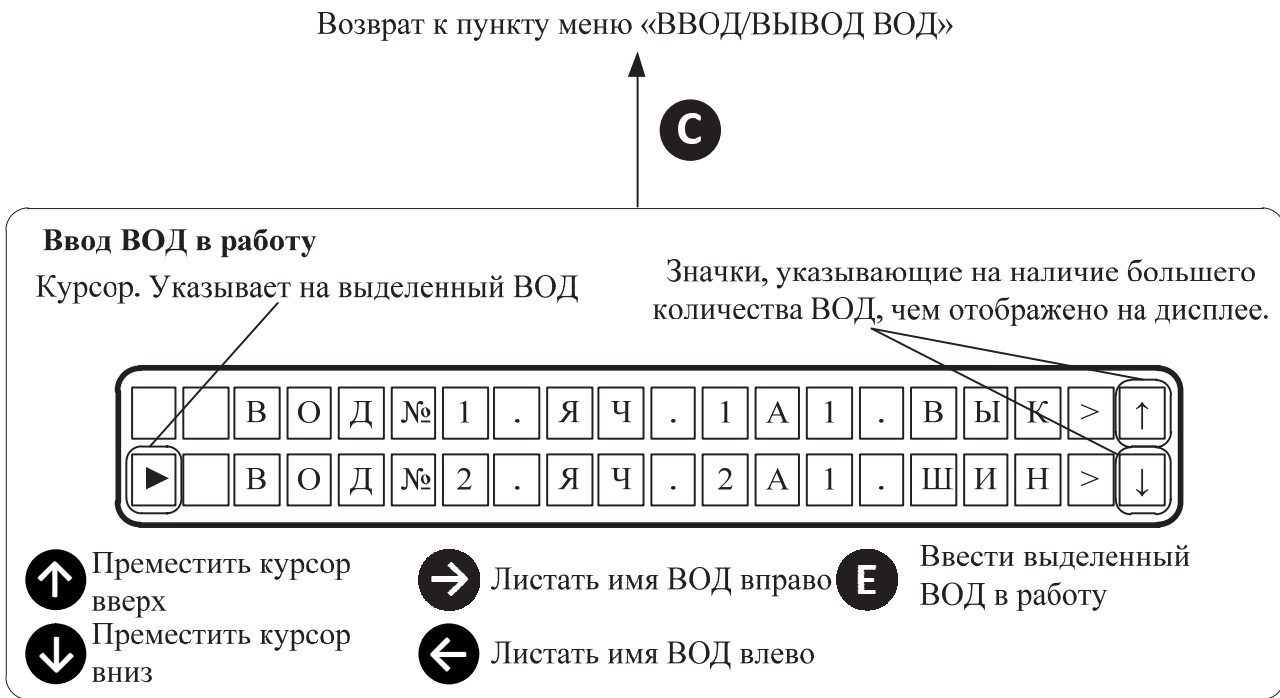 Возврат к пункту меню «ВВОД/ВЫВОД ВОД»
C
Ввод ВОД в работу
Курсор. Указывает на выделенный ВОД
Значки, указывающие на наличие большего
количества ВОД, чем отображено на дисплее.
ВОД№1.ЯЧ.1А1.ВЫК>↑
► ВОД№2.ЯЧ.2А1.ШИН>↓
↑ Преместить курсор
вверх
→ Листать имя ВОД вправо
E Ввести выделенный
ВОД в работу
↓ Преместить курсор
вниз
← Листать имя ВОД влево